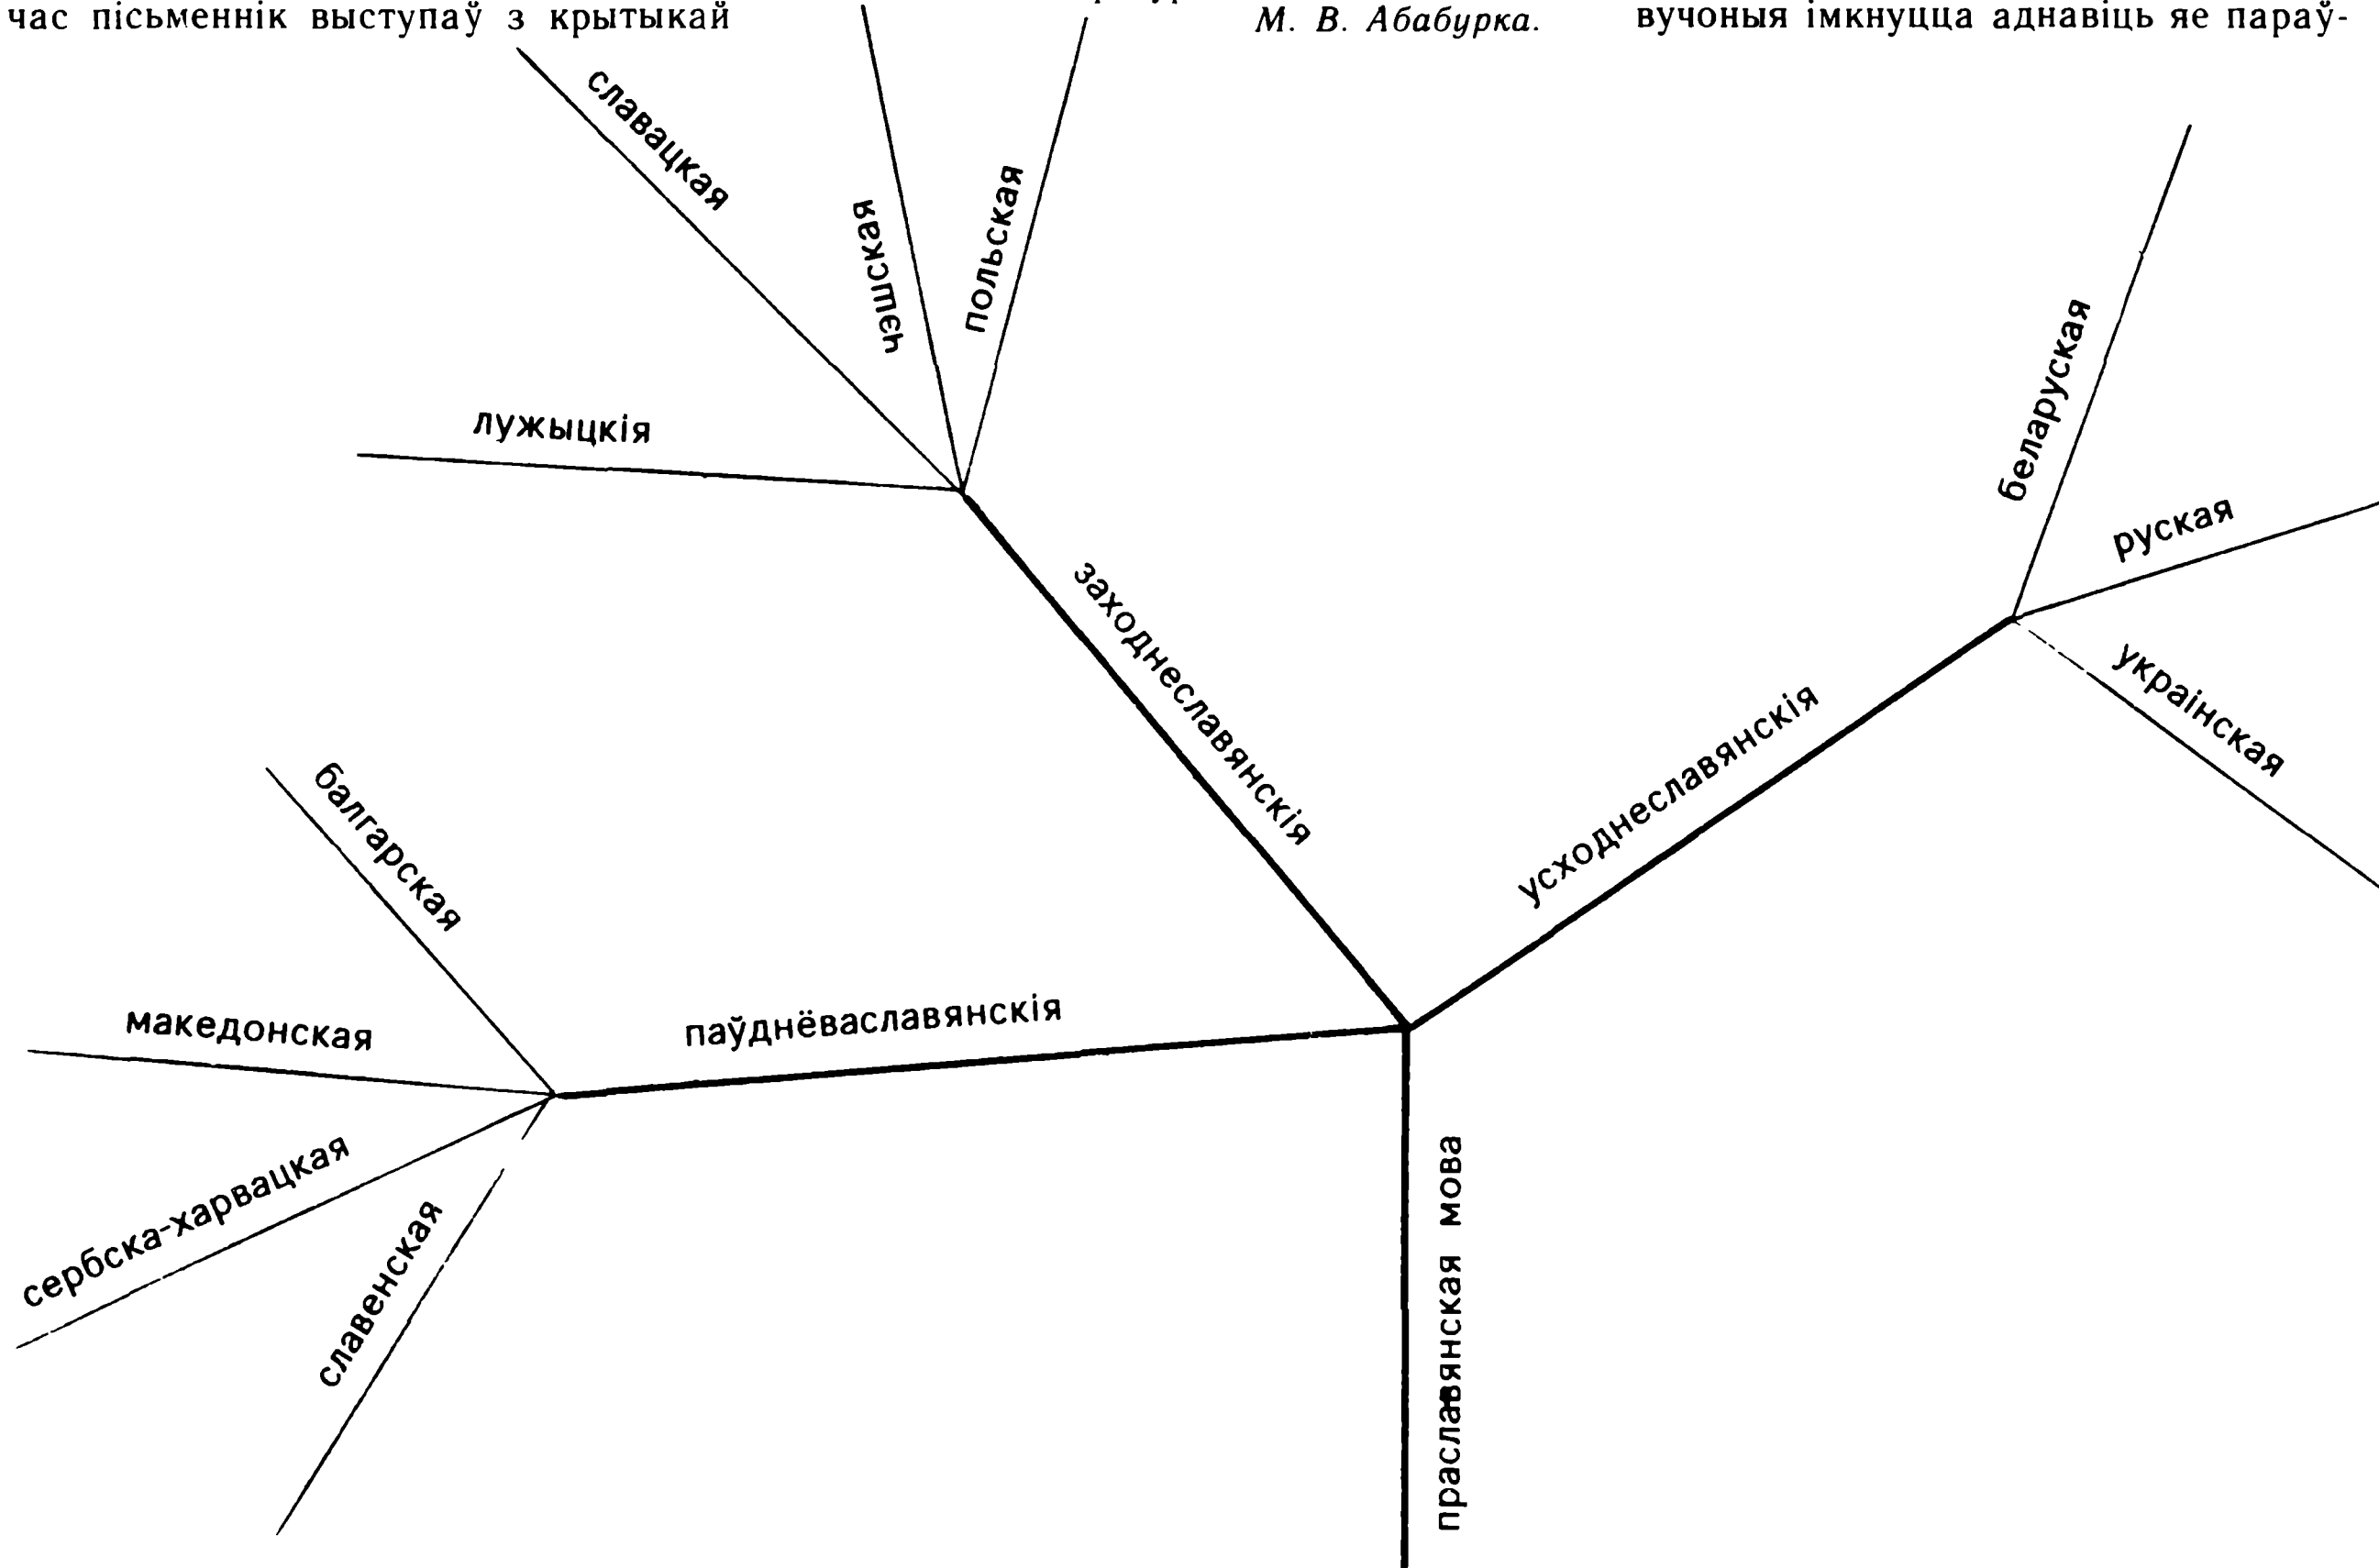 час пісьменнік выступаў з крытыкай
М. В. Абабурка.
вучоныя імкнуцца аднавіць яе параў-
славацкая
чэшская
польская
лужыцкія
беларуская
руская
украінская
заходнеславянскія
усходнеславянскія
балгарская
македонская
паўднёваславянскія
сербска-харвацкая
славенская
праславянская мова